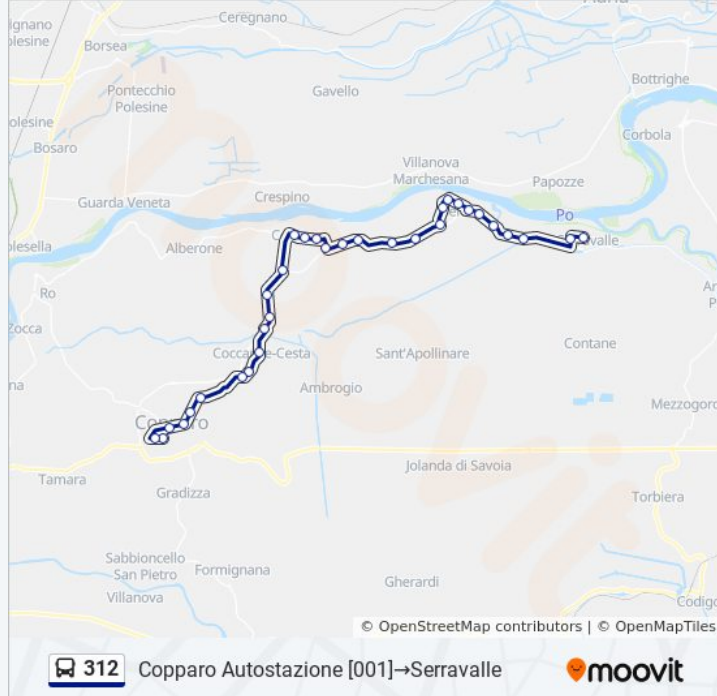 Ceregnano
Borsea
Pontecchio
Polesine
Gavello
Bottrighe
Bosaro
Corbola
Villanova
Marchesana
Papozze
Guarda Veneta
Crespino
Po
Alberone
Ro
Coccanile-Cesta
Sant'Apollinare
Contane
Ambrogio
Mezzogoro
Copparo
Jolanda di Savoia
Tamara
Gradizza
Torbiera
Sabbioncello
San Pietro
Formignana
Villanova
Gherardi
© OpenStreetMap contributors | © OpenMapTiles
312 Copparo Autostazione [001]→Serravalle
moovit